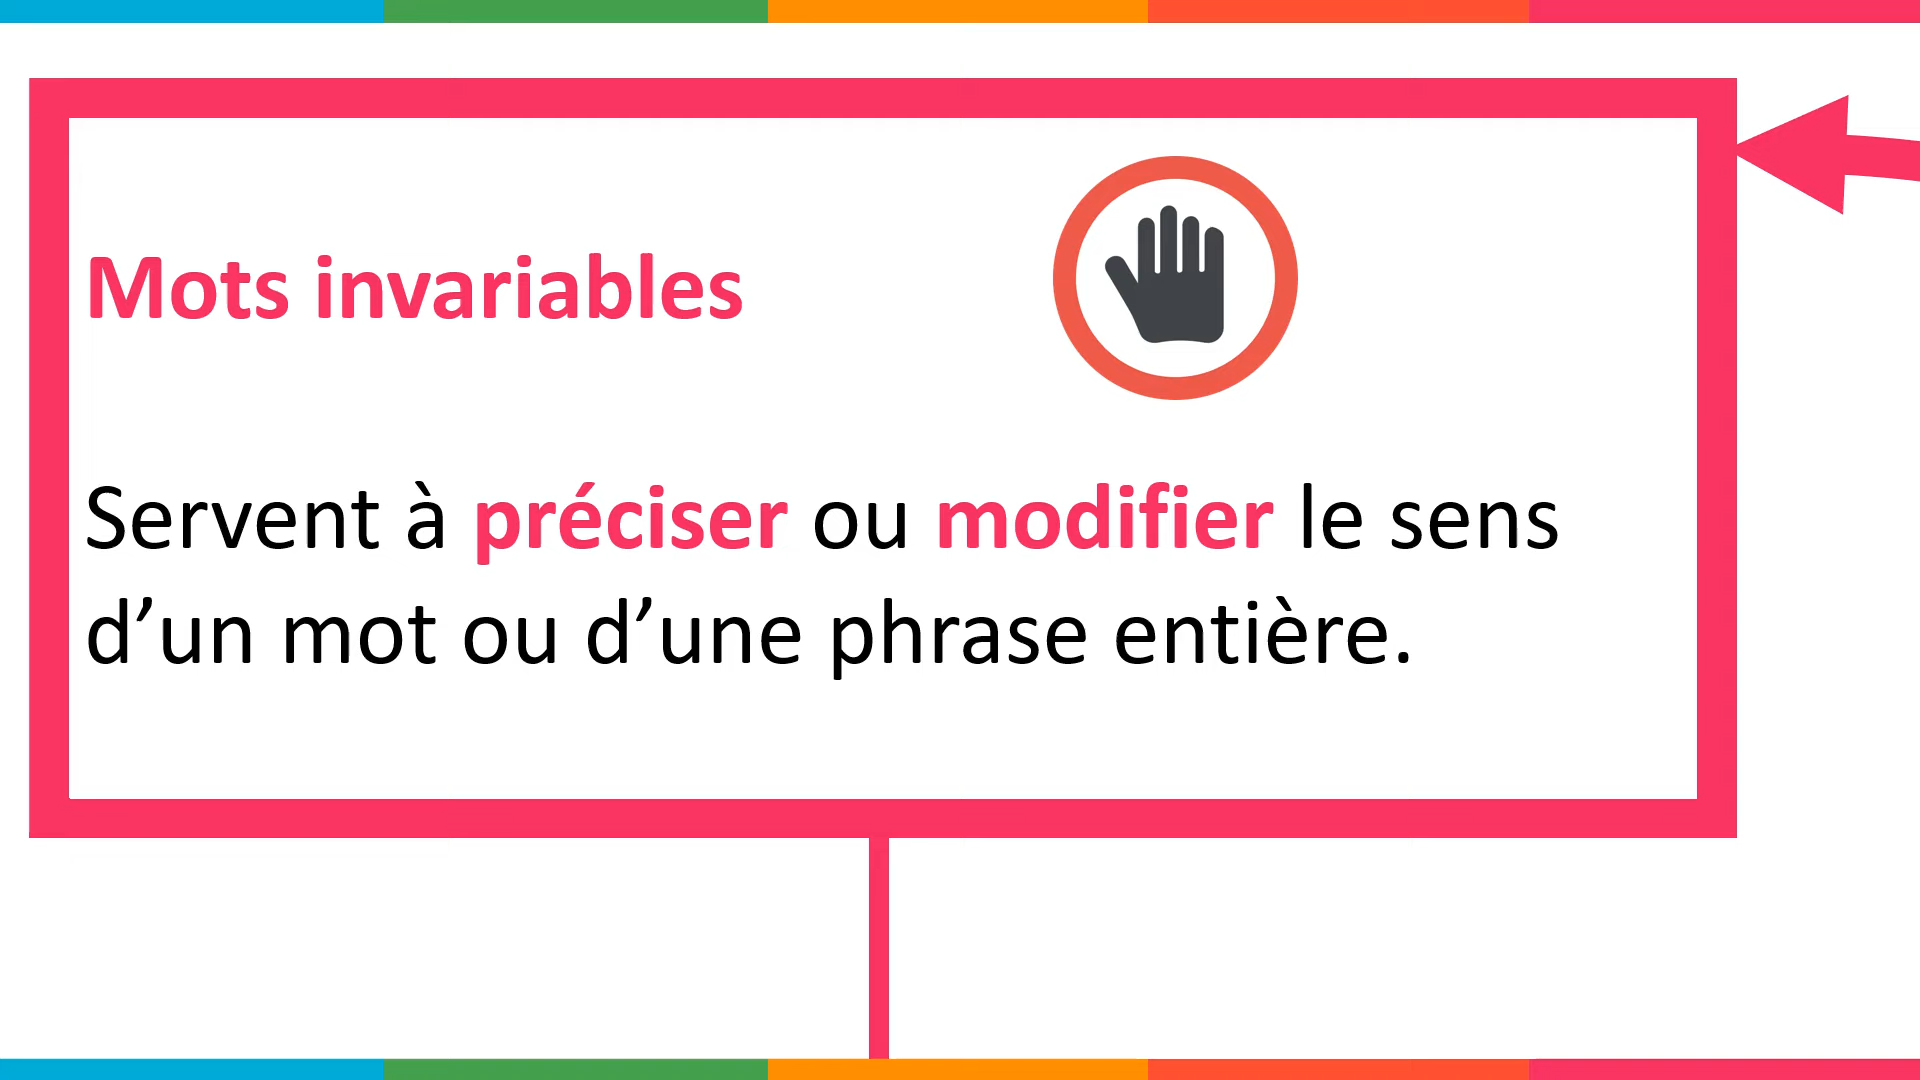 Mots invariables
Servent à préciser ou modifier le sens
d’un mot ou d’une phrase entière.